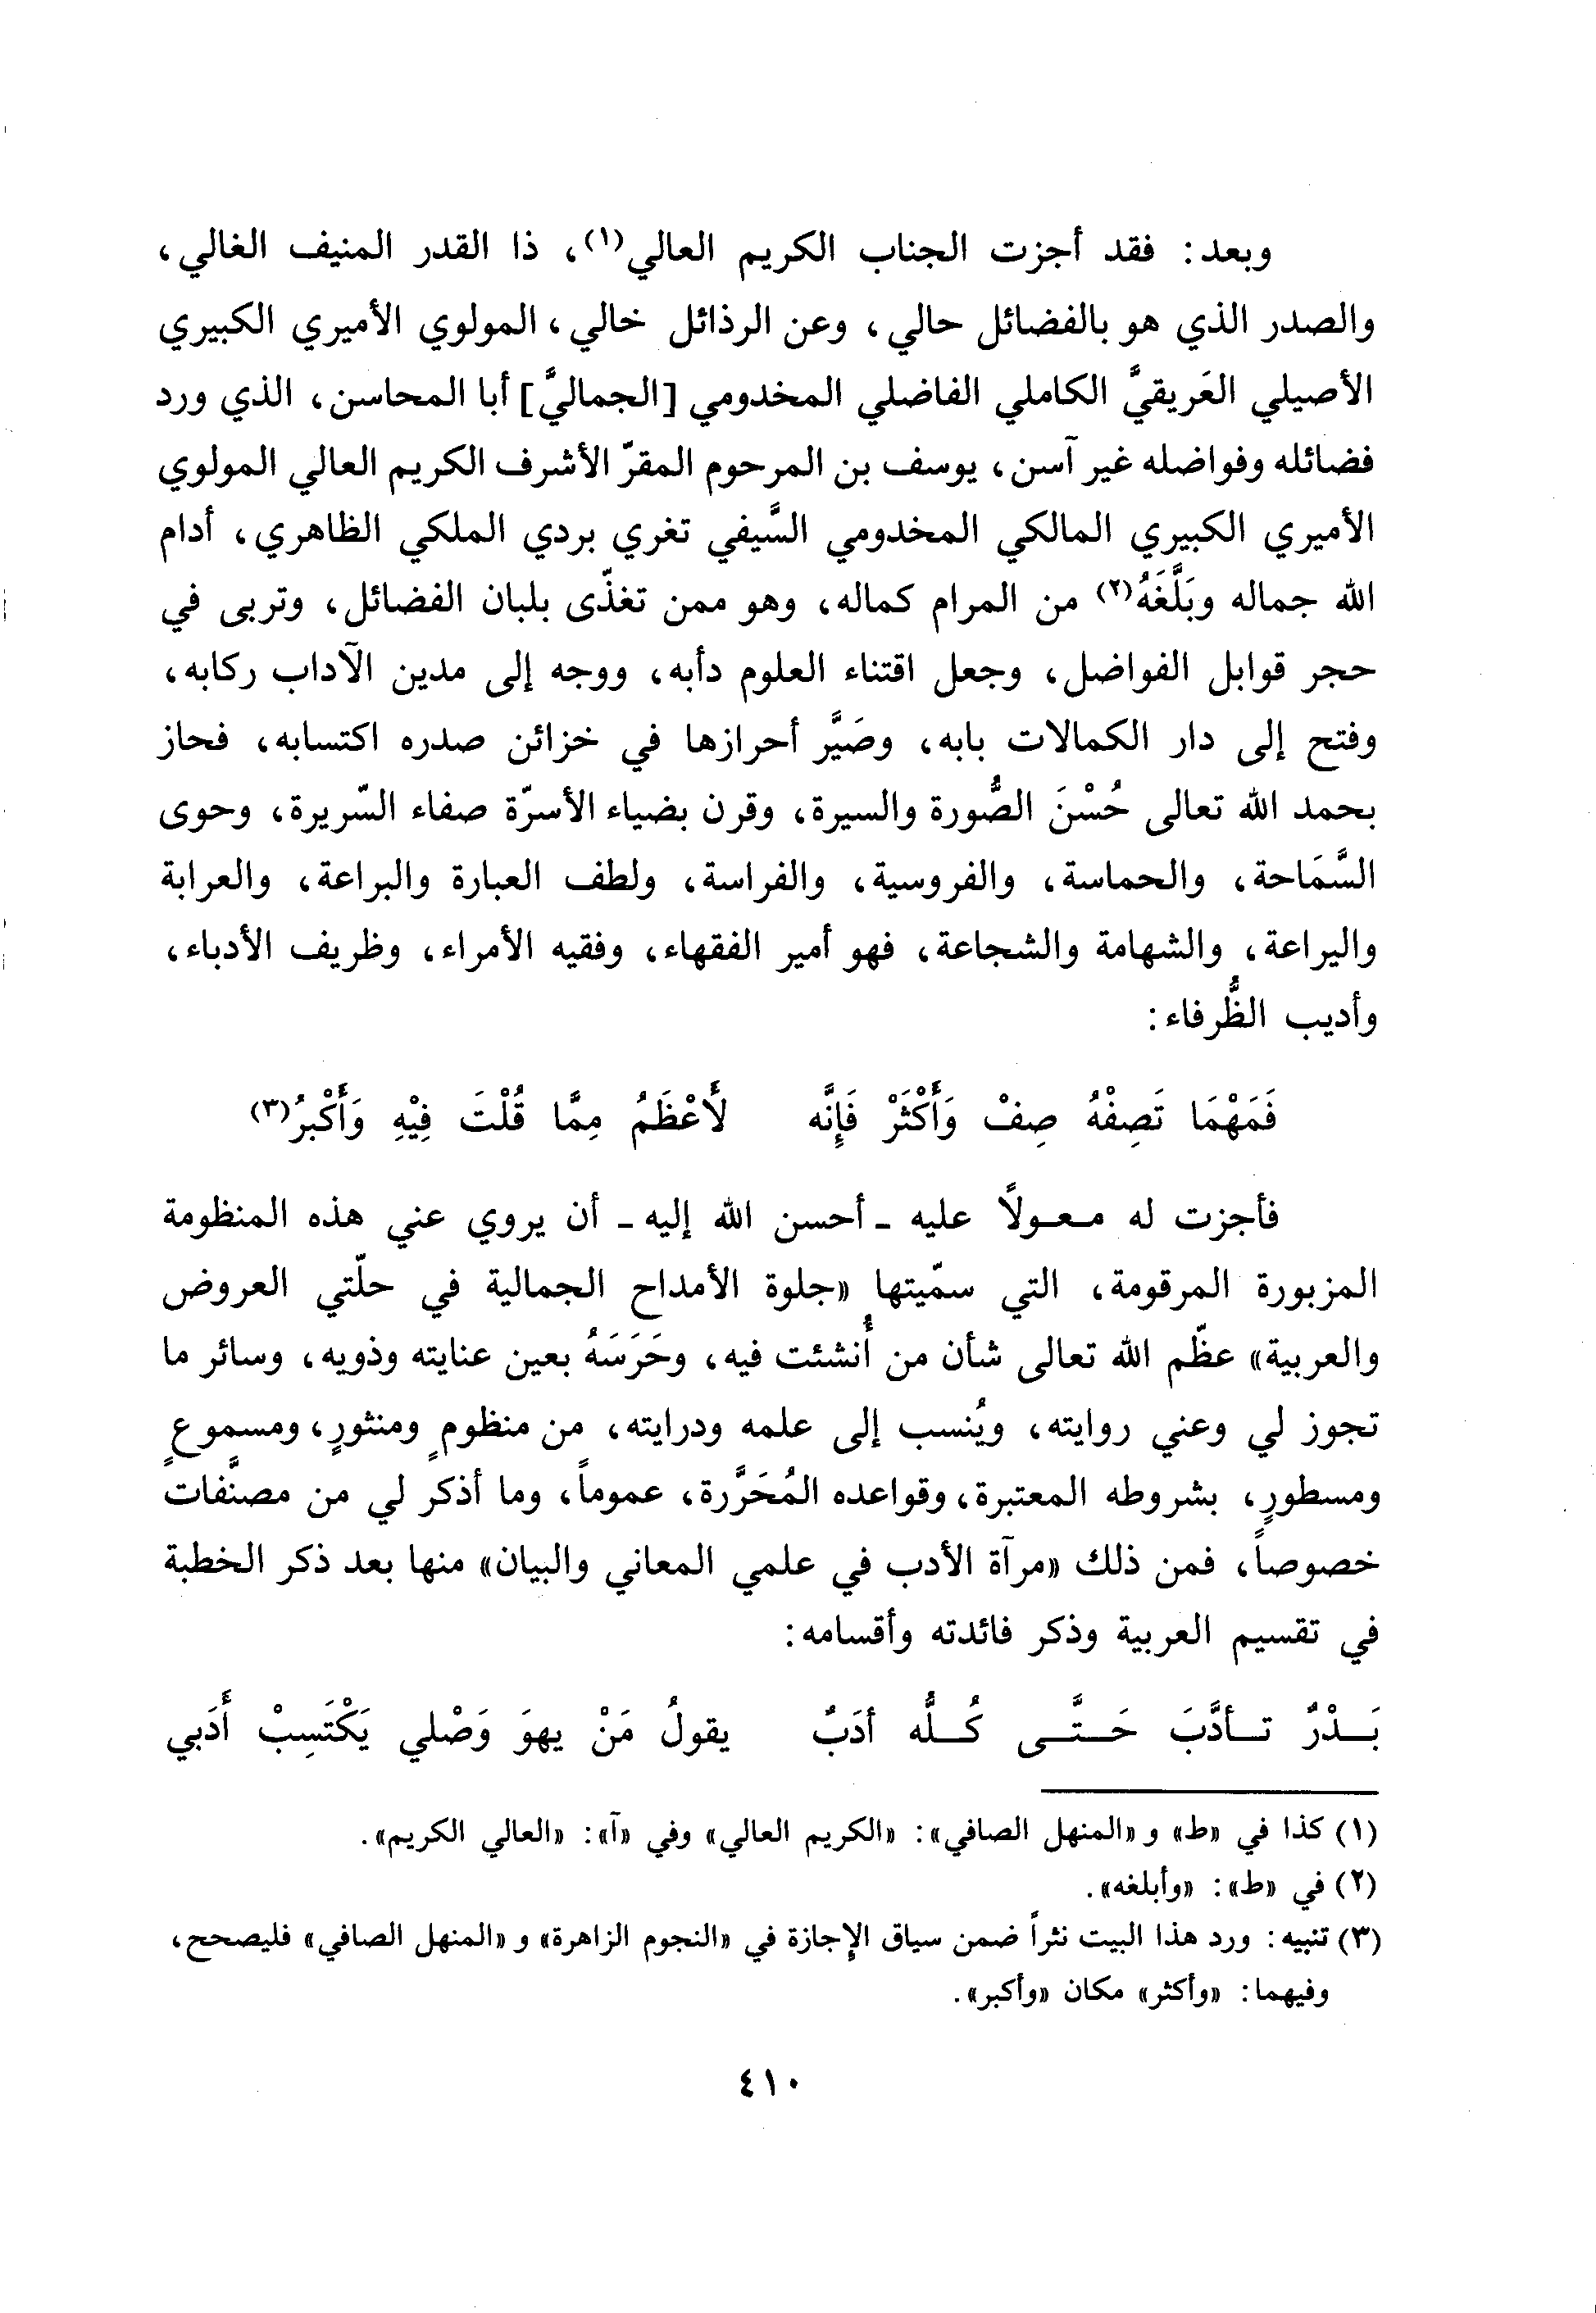 وبعد: فقد أجزت الجناب الكريم العالي(١)، ذا القدر المنيف الغالي،
والصدر الذي هو بالفضائل حالي، وعن الرذائل خالي، المولوي الأميري الكبيري
الأصيلي العَريقيَّ الكاملي الفاضلي المخدومي [الجماليَّ] أبا المحاسن، الذي ورد
فضائله وفواضله غير آسن، يوسف بن المرحوم المقرّ الأشرف الكريم العالي المولوي
الأميري الكبيري المالكي المخدومي السَّيفي تغري بردي الملكي الظاهري، أدام
الله جماله وبَلَّغَهُ(٢) من المرام كماله، وهو ممن تغذّى بلبان الفضائل، وتربى في
حجر قوابل الفواضل، وجعل اقتناء العلوم دأبه، ووجه إلى مدين الآداب ركابه،
وفتح إلى دار الكمالات بابه، وصَيَّر أحرازها في خزائن صدره اكتسابه، فحاز
بحمد الله تعالى حُسْنَ الصُّورة والسيرة، وقرن بضياء الأسرّة صفاء السّريرة، وحوى
السَّمَاحة، والحماسة، والفروسية، والفراسة، ولطف العبارة والبراعة، والعرابة
واليراعة، والشهامة والشجاعة، فهو أمير الفقهاء، وفقيه الأمراء، وظريف الأدباء،
وأديب الظُّرفاء:
فَمَهْمَا تَصِفْهُ صِفْ وَأَكْثَرْ فَإِنَّه لَأَعْظَمُ مِمَّا قُلْتَ فِيْهِ وَأَكْبرُ(٣)
فأجزت له معولاً عليه - أحسن الله إليه - أن يروي عني هذه المنظومة
المزبورة المرقومة، التي سمّيتها «جلوة الأمداح الجمالية في حلّتي العروض
والعربية» عظّم الله تعالى شأن من أُنشئت فيه، وحَرَسَهُ بعين عنايته وذويه، وسائر ما
تجوز لي وعني روايته، ويُنسب إلى علمه ودرايته، من منظومٍ ومنثورٍ، ومسموعٍ
ومسطورٍ، بشروطه المعتبرة، وقواعده المُحَرَّرة، عموماً، وما أذكر لي من مصنَّفات
خصوصاً، فمن ذلك «مرآة الأدب في علمي المعاني والبيان» منها بعد ذكر الخطبة
في تقسيم العربية وذكر فائدته وأقسامه:
بَدْرٌ تأدَّبَ حَتَّى كُلُّه أدَبٌ يقولُ مَنْ يهوَ وَصْلي يَكْتَسِبْ أَدَبي
(١) كذا في «ط» و «المنهل الصافي»: «الكريم العالي» وفي «آ»: «العالي الكريم».
(٢) في «ط»: «وأبلغه».
(٣) تنبيه: ورد هذا البيت نثراً ضمن سياق الإجازة في «النجوم الزاهرة» و «المنهل الصافي» فليصحح،
وفيهما: «وأكثر» مكان «وأكبر».
٤١٠